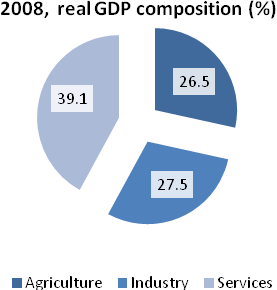 2008, real GDP composition (%)
26.5
39.1
27.5
Agriculture Industry Services